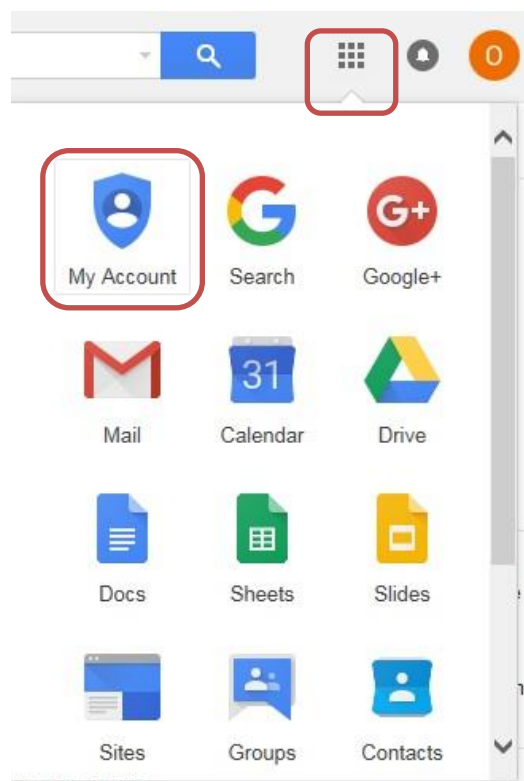 O
My Account Search Google+
G+
31
Mail Calendar Drive
Docs Sheets Slides
Sites Groups Contacts